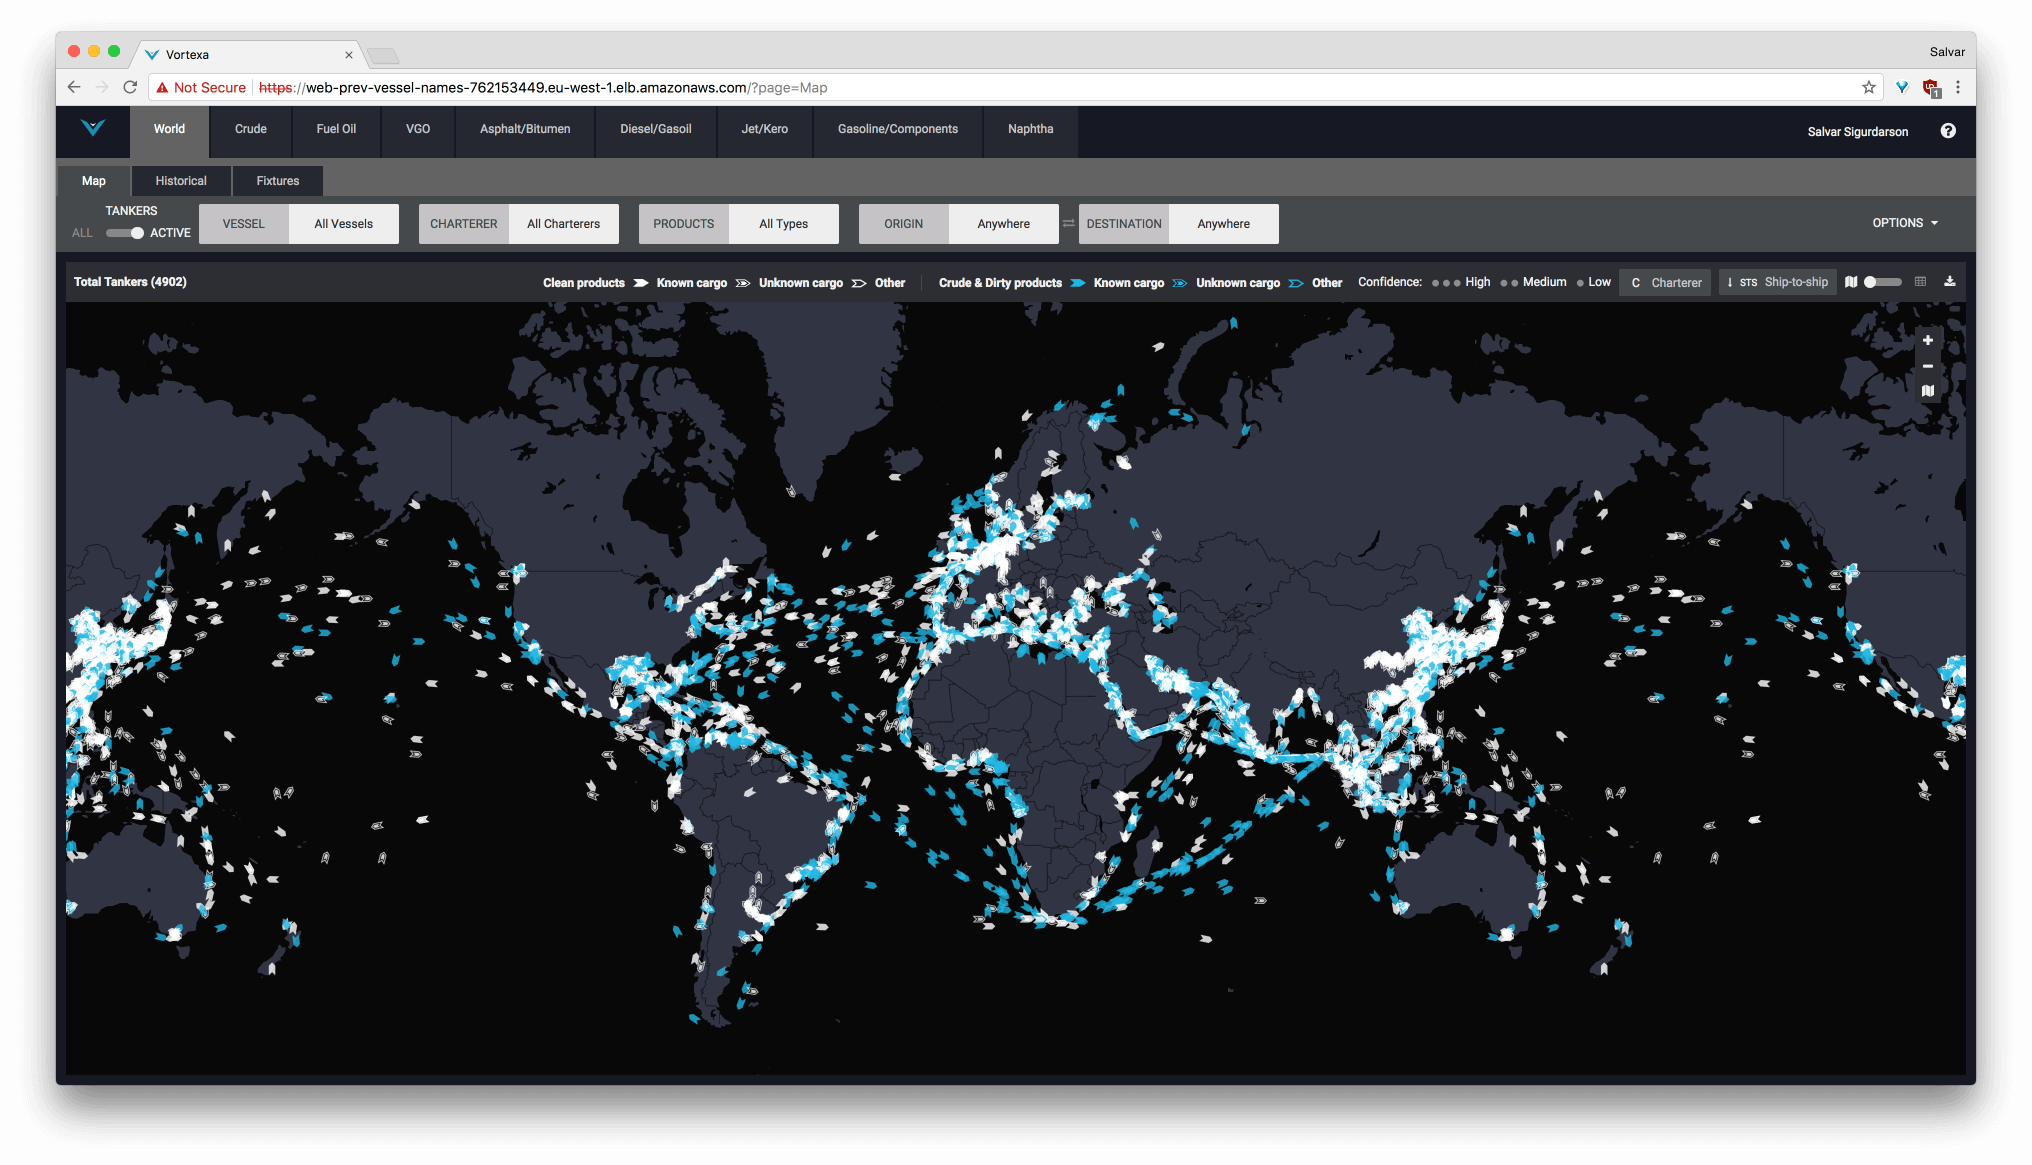 Vortexa
Salvar
Not Secure https://web-prev-vessel-names-762153449.eu-west-1.elb.amazonaws.com/?page=Map
1
World Crude Fuel Oil VGO Asphalt/Bitumen Diesel/Gasoil Jet/Kero Gasoline/Components Naphtha Salvar Sigurdarson ?
Map Historical Fixtures
TANKERS
ALL ACTIVE VESSEL All Vessels CHARTERER All Charterers PRODUCTS All Types ORIGIN Anywhere DESTINATION Anywhere OPTIONS
Total Tankers (4902) Clean products Known cargo Unknown cargo Other Crude & Dirty products Known cargo Unknown cargo Other Confidence: High Medium Low C Charterer STS Ship-to-ship